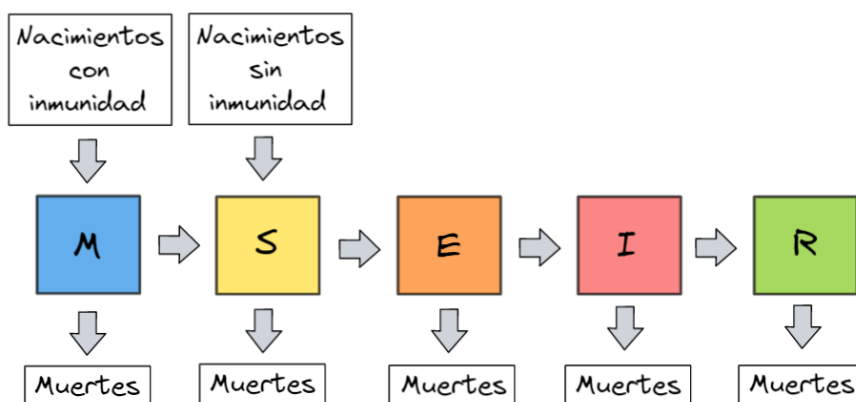 Nacimientos
con
inmunidad
Nacimientos
sin
inmunidad
M
S
E
I
R
Muertes
Muertes
Muertes
Muertes
Muertes